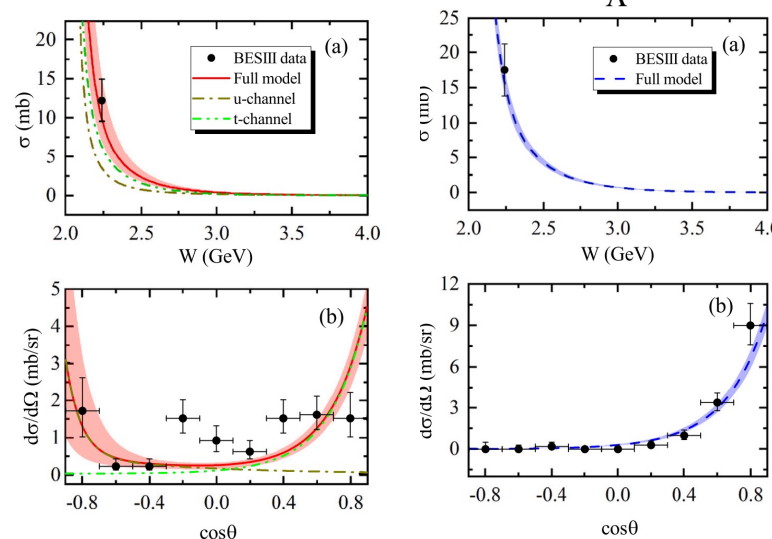 Λ
(a)
BESIII data
Full model
u-channel
t-channel
σ (mb)
20
15
10
5
0
2.0 2.5 3.0 3.5 4.0
W (GeV)
(a)
BESIII data
Full model
σ (mb)
25
20
15
10
5
0
2.0 2.5 3.0 3.5 4.0
W (GeV)
(b)
dσ/dΩ (mb/sr)
5
4
3
2
1
0
-0.8 -0.4 0.0 0.4 0.8
cosθ
(b)
dσ/dΩ (mb/sr)
12
9
6
3
0
-0.8 -0.4 0.0 0.4 0.8
cosθ